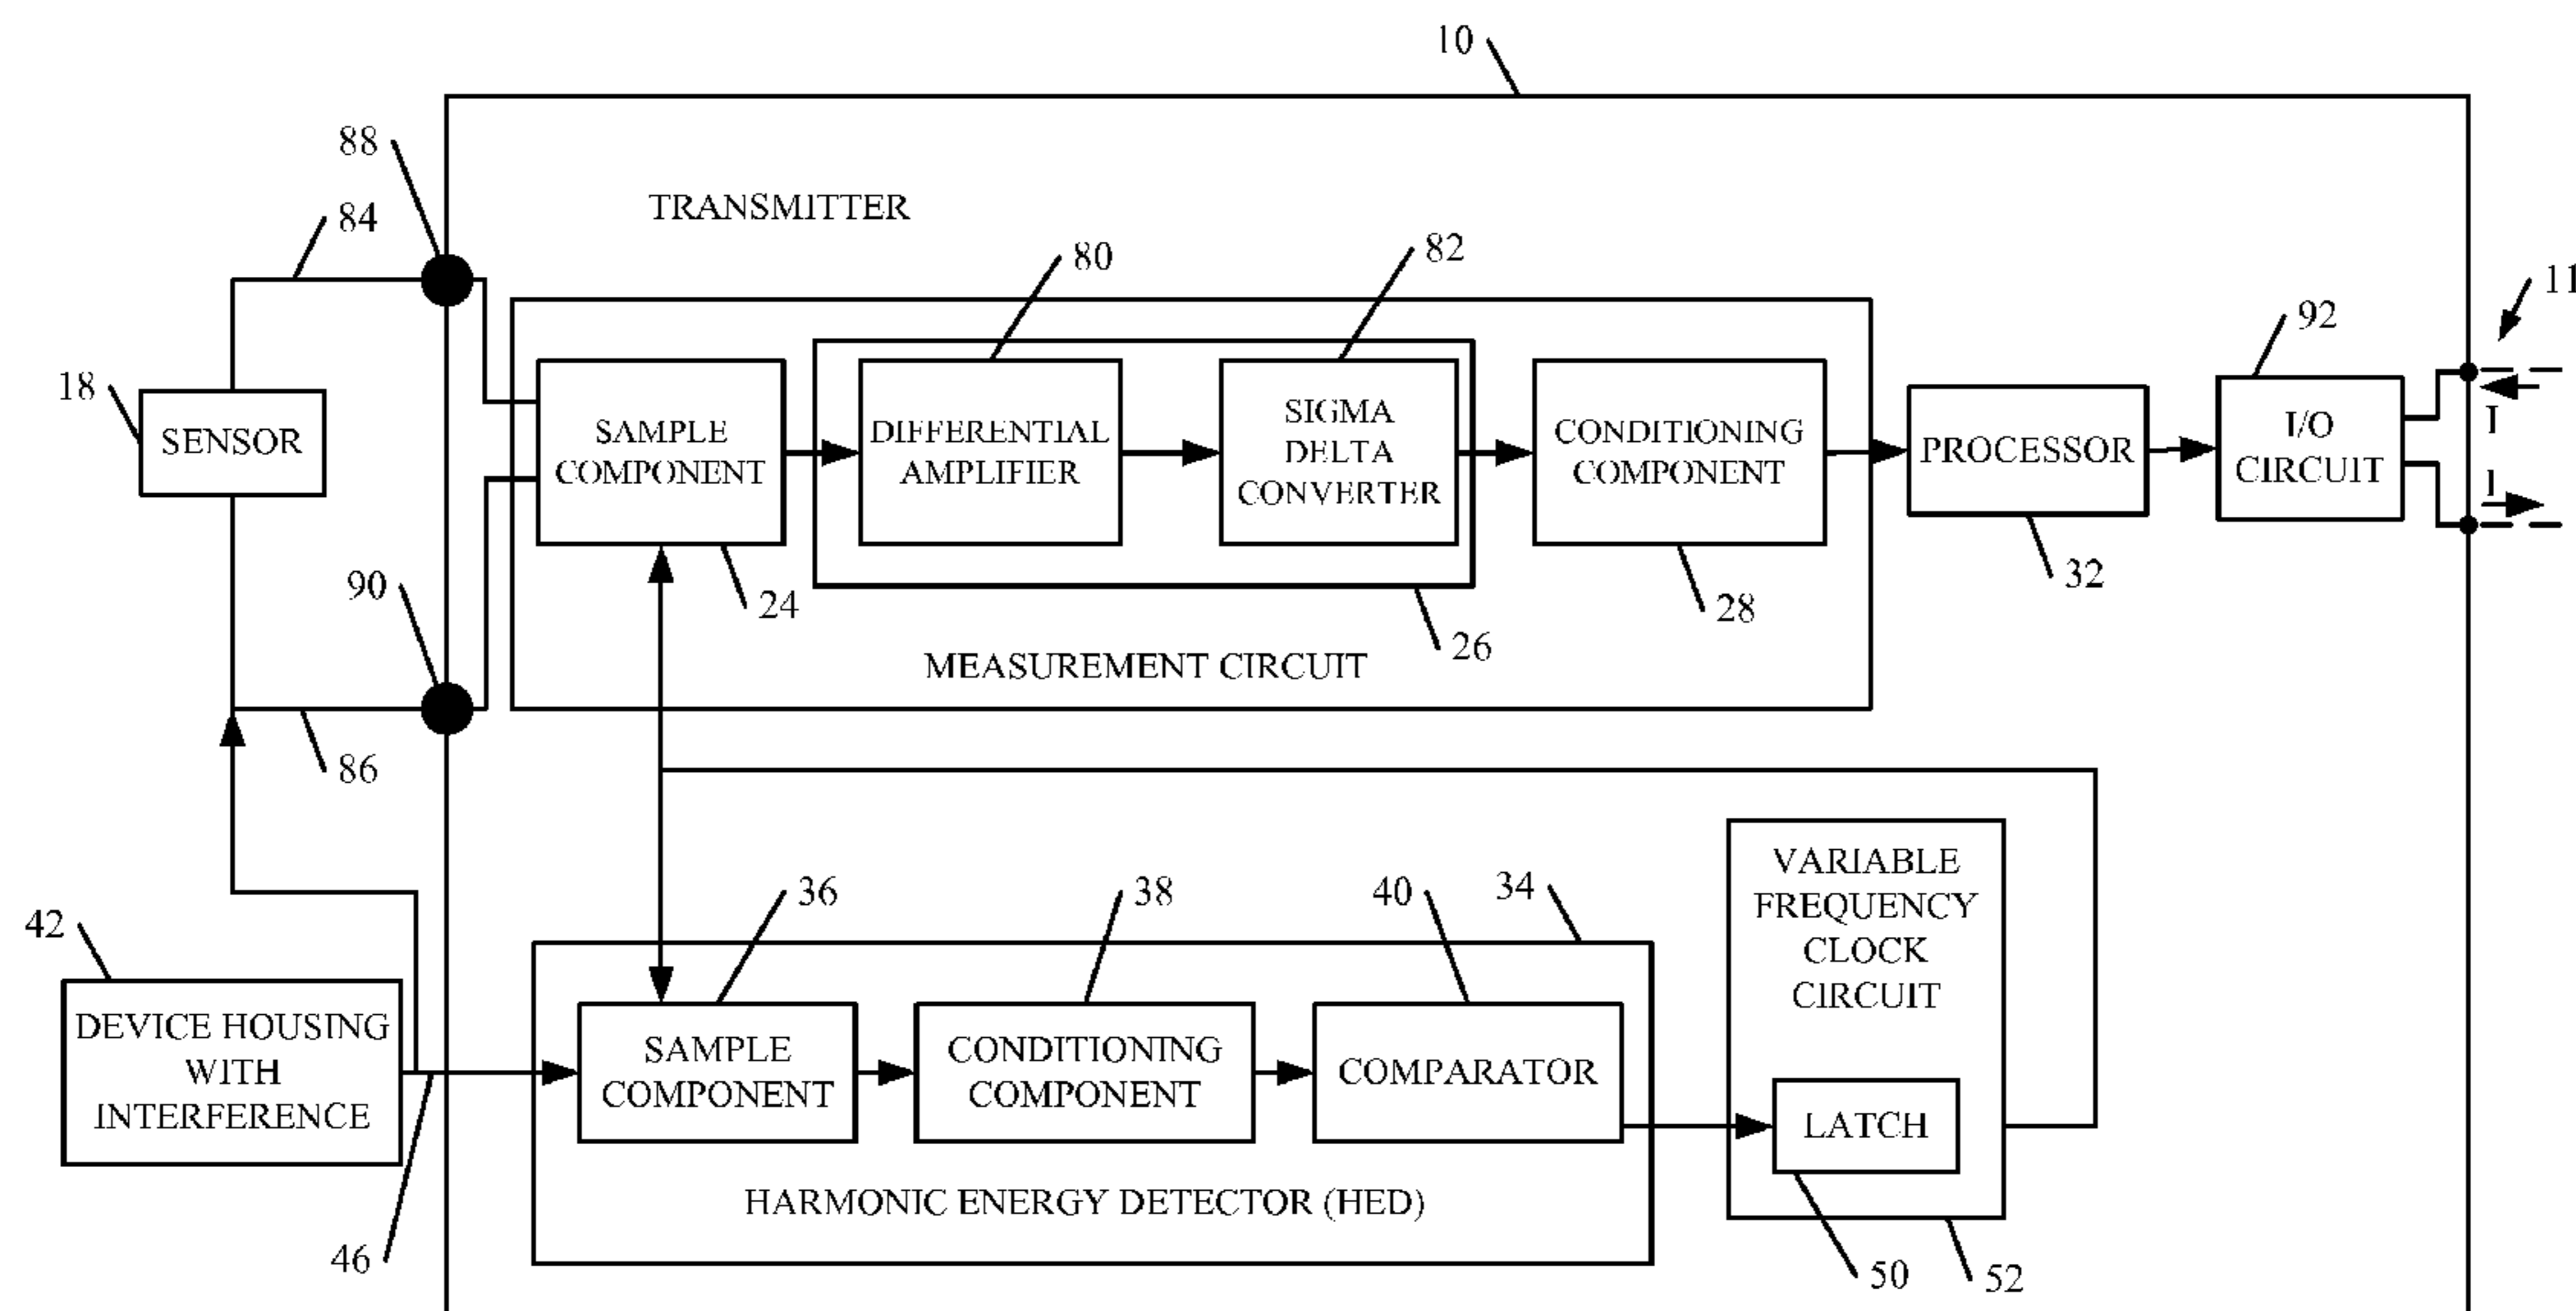 10
88
84
TRANSMITTER
80
82
11
92
18
SENSOR
SAMPLE
COMPONENT
DIFFERENTIAL
AMPLIFIER
SIGMA
DELTA
CONVERTER
CONDITIONING
COMPONENT
PROCESSOR
I/O
CIRCUIT
I
I
90
24
26
28
32
MEASUREMENT CIRCUIT
86
42
36
38
40
34
VARIABLE
FREQUENCY
CLOCK
CIRCUIT
DEVICE HOUSING
WITH
INTERFERENCE
SAMPLE
COMPONENT
CONDITIONING
COMPONENT
COMPARATOR
LATCH
HARMONIC ENERGY DETECTOR (HED)
46
50
52